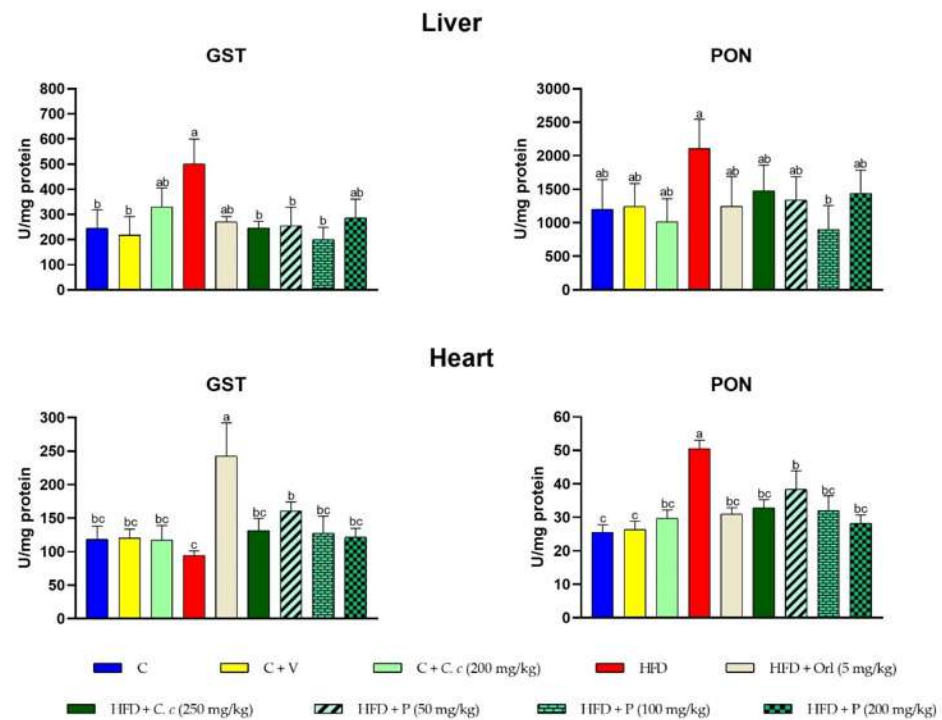 Liver
GST
PON
U/mg protein
800
700
600
500
400
300
200
100
0
b
b
ab
a
ab
b
b
b
ab
U/mg protein
3000
2500
2000
1500
1000
500
0
ab
ab
ab
a
ab
ab
ab
b
ab
Heart
GST
PON
U/mg protein
300
250
200
150
100
50
0
bc
bc
bc
c
a
bc
b
bc
bc
U/mg protein
60
50
40
30
20
10
0
c
c
bc
a
bc
bc
b
bc
bc
C
C + V
C + C. c (200 mg/kg)
HFD
HFD + Orl (5 mg/kg)
HFD + C. c (250 mg/kg)
HFD + P (50 mg/kg)
HFD + P (100 mg/kg)
HFD + P (200 mg/kg)